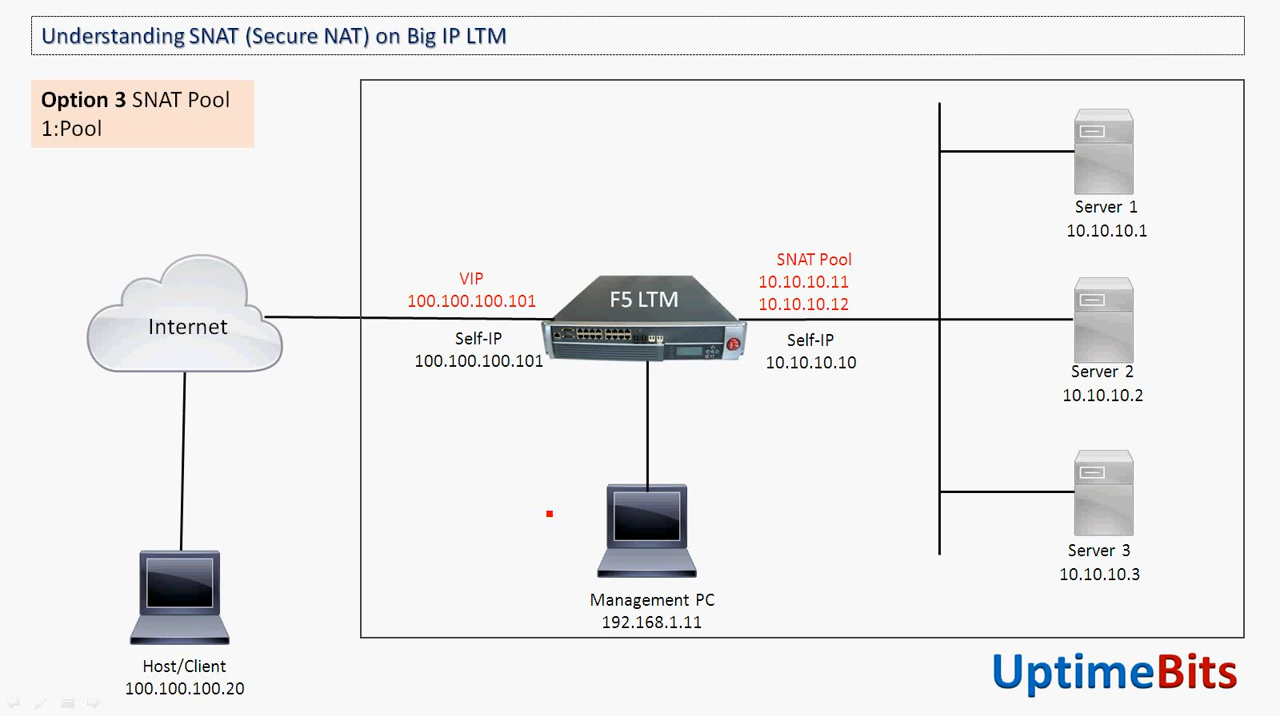 Understanding SNAT (Secure NAT) on Big IP LTM
Option 3 SNAT Pool
1:Pool
Server 1
10.10.10.1
SNAT Pool
10.10.10.11
10.10.10.12
VIP
100.100.100.101
F5 LTM
Internet
Self-IP
100.100.100.101
Self-IP
10.10.10.10
Server 2
10.10.10.2
Server 3
10.10.10.3
Management PC
192.168.1.11
Host/Client
100.100.100.20
UptimeBits